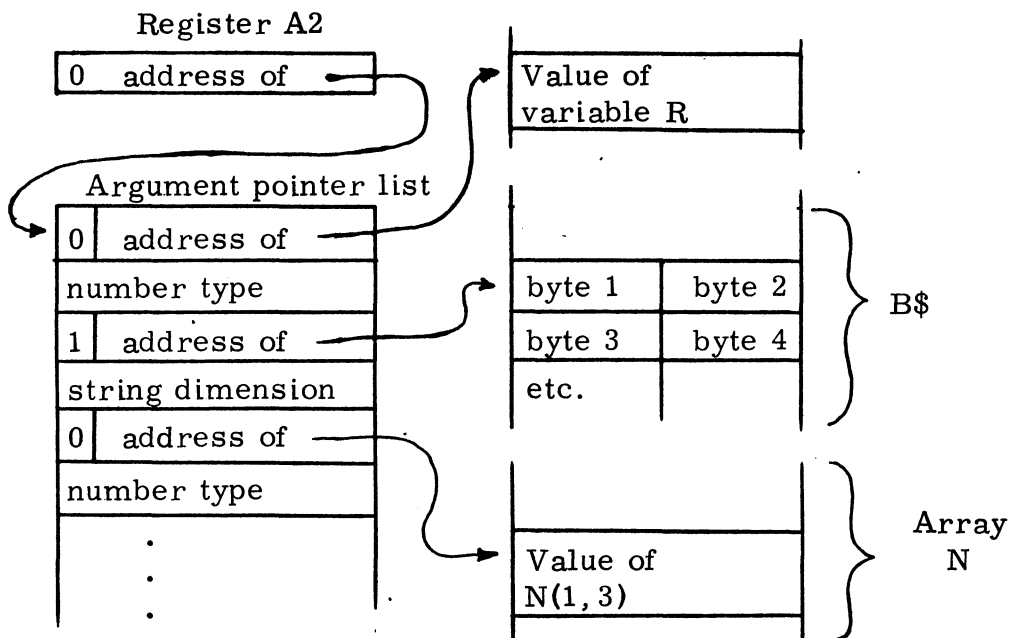 Register A2
0 address of
Value of
variable R
Argument pointer list
0 address of
number type
1 address of
string dimension
0 address of
number type
byte 1 byte 2
byte 3 byte 4
etc.
B$
Value of
N(1, 3)
Array
N